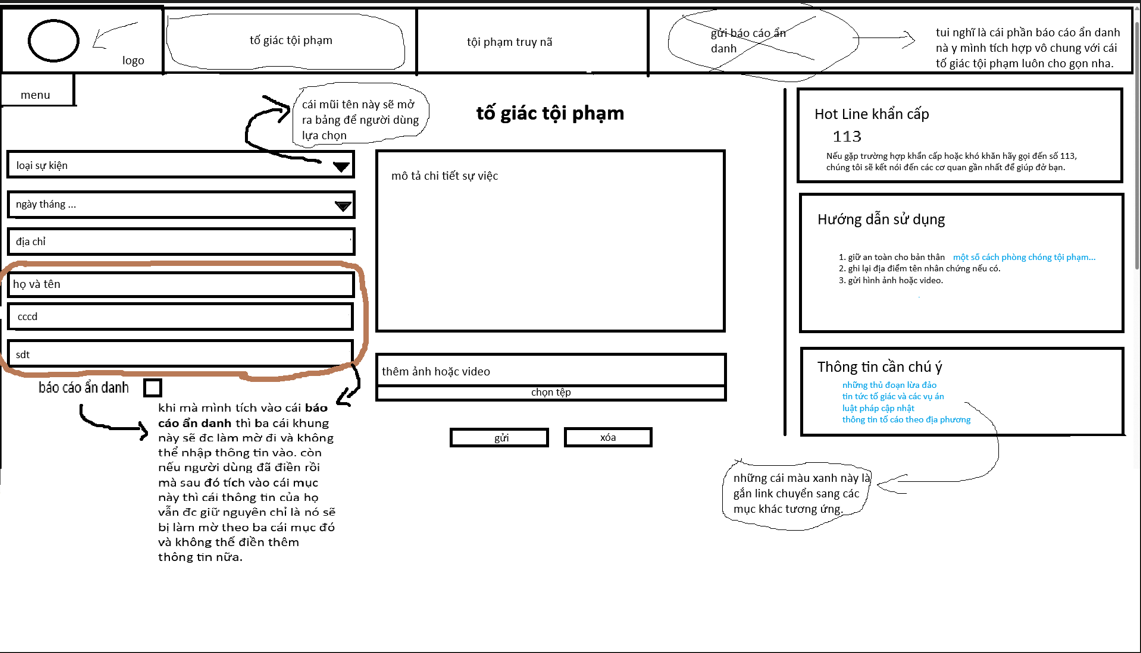 logo
tố giác tội phạm
tội phạm truy nã
gửi báo cáo ẩn
danh
tui nghĩ là cái phần báo cáo ẩn danh
nà y mình tích hợp vô chung với cái
tố giác tội phạm luôn cho gọn nha.
menu
cái mũi tên này sẽ mở
ra bảng để người dùng
lựa chọn
tố giác tội phạm
loại sự kiện
ngày tháng ...
địa chỉ
họ và tên
cccd
sdt
báo cáo ẩn danh
khi mà mình tích vào cái báo
cáo ẩn danh thì ba cái khung
này sẽ đc làm mờ đi và không
thể nhập thông tin vào. còn
nếu người dùng đã điền rồi
mà sau đó tích vào cái mục
này thì cái thông tin của họ
vẫn đc giữ nguyên chỉ là nó sẽ
bị làm mờ theo ba cái mục đó
và không thể điền thêm
thông tin nữa.
mô tả chi tiết sự việc
thêm ảnh hoặc video
chọn tệp
gửi
xóa
Hot Line khẩn cấp
113
Nếu gặp trường hợp khẩn cấp hoặc khó khăn hãy gọi đến số 113,
chúng tôi sẽ kết nối đến các cơ quan gần nhất để giúp đỡ bạn.
Hướng dẫn sử dụng
1. giữ an toàn cho bản thân một số cách phòng chóng tội phạm...
2. ghi lại địa điểm tên nhân chứng nếu có.
3. gửi hình ảnh hoặc video.
Thông tin cần chú ý
những thủ đoạn lừa đảo
tin tức tố giác và các vụ án
luật pháp cập nhật
thông tin tố cáo theo địa phương
những cái màu xanh này là
gắn link chuyển sang các
mục khác tương ứng.